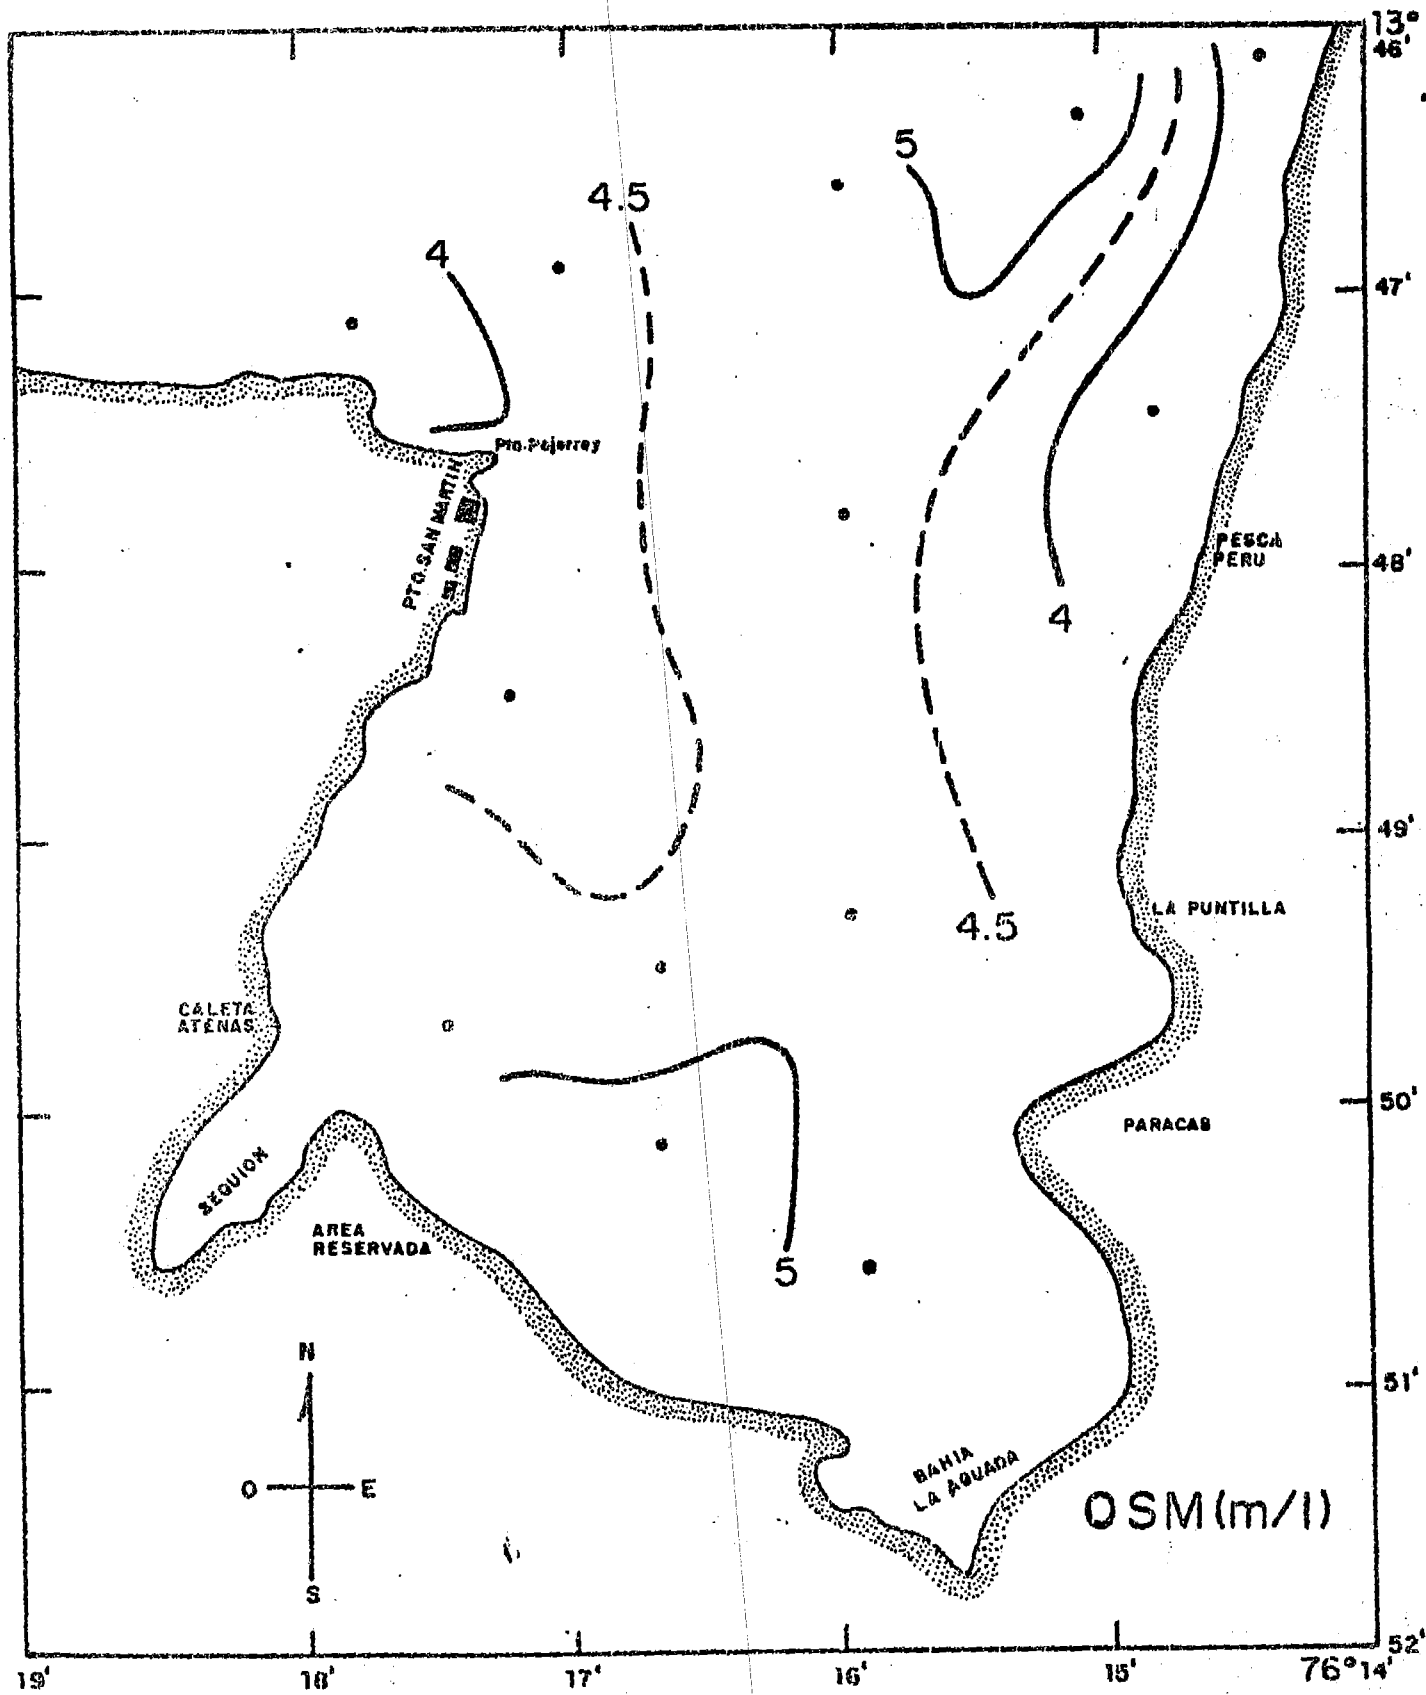 13°
46'
5
4.5
4
47'
Pta. Pejerrey
PTO. SAN MARTIN
PESCA
PERU
48'
4
49'
LA PUNTILLA
4.5
CALETA
ATENAS
50'
PARACAS
SEQUION
AREA
RESERVADA
5
N
51'
BAHIA
LA AGUADA
O
E
OSM (m/l)
S
52'
19'
18'
17'
16'
15'
76°14'